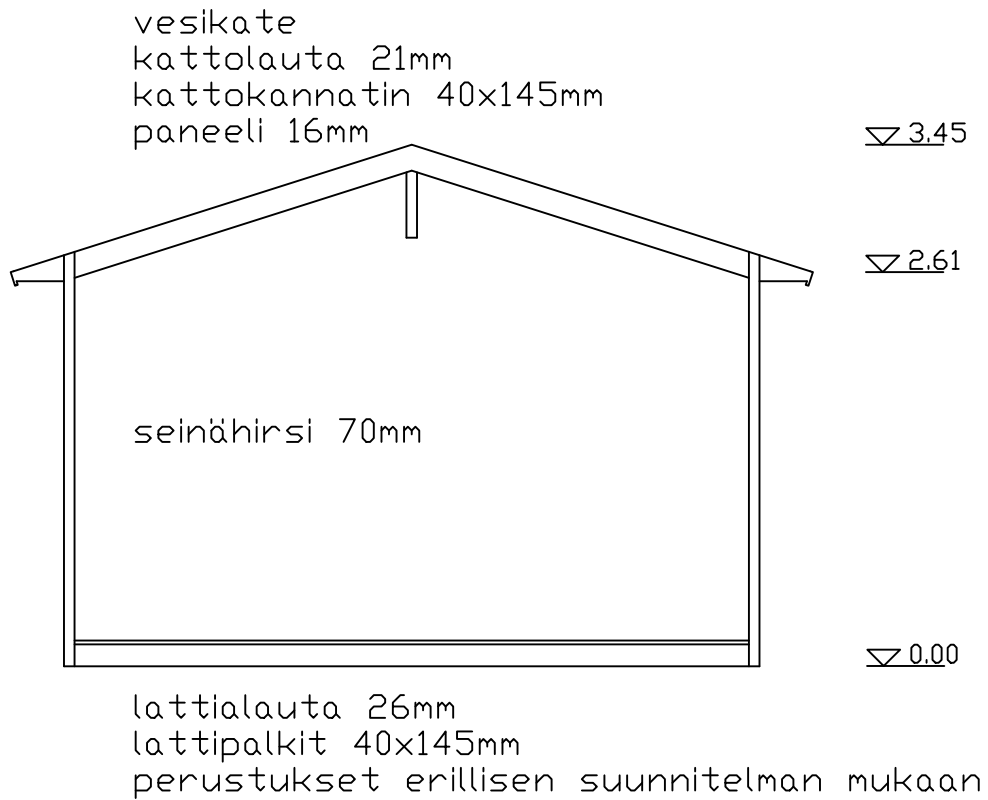 vesikate
kattolauta 21mm
kattokannatin 40x145mm
paneeli 16mm
3.45
2.61
seinähirsi 70mm
0.00
lattialauta 26mm
lattipalkit 40x145mm
perustukset erillisen suunnitelman mukaan